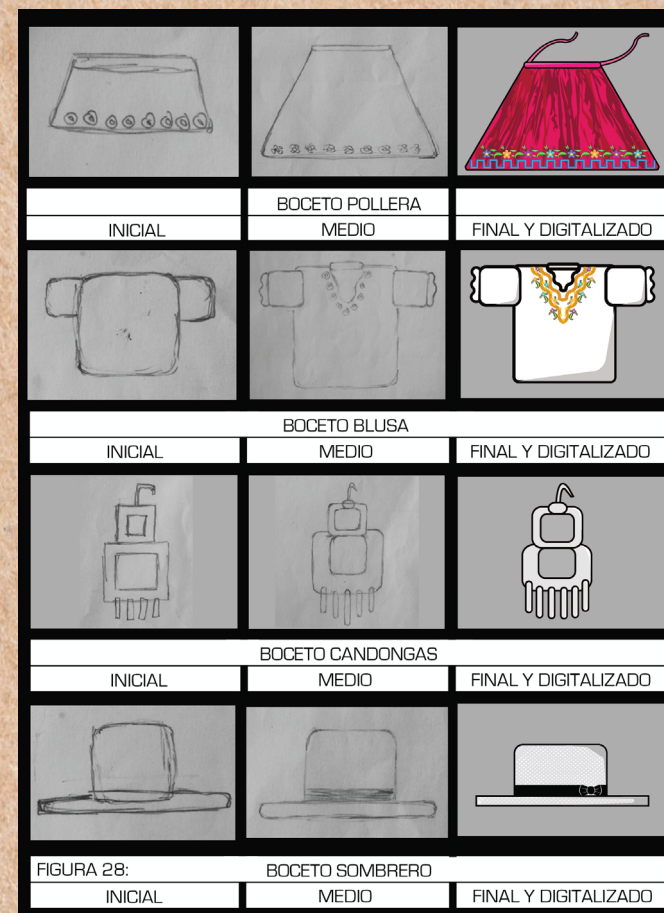 BOCETO POLLERA
INICIAL MEDIO FINAL Y DIGITALIZADO
BOCETO BLUSA
INICIAL MEDIO FINAL Y DIGITALIZADO
BOCETO CANDONGAS
INICIAL MEDIO FINAL Y DIGITALIZADO
FIGURA 28: BOCETO SOMBRERO
INICIAL MEDIO FINAL Y DIGITALIZADO